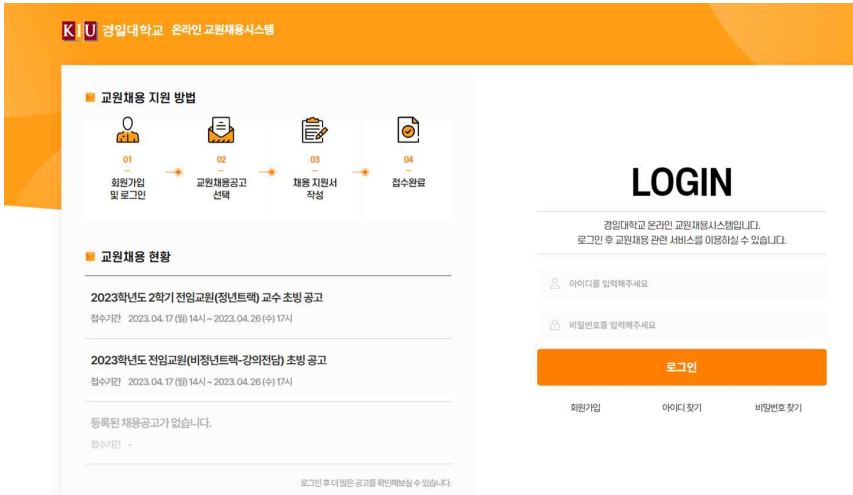 KIU 경일대학교 온라인 교원채용시스템
교원채용 지원 방법
01
회원가입
및 로그인
02
교원채용공고
선택
03
채용 지원서
작성
04
접수완료
교원채용 현황
2023학년도 2학기 전임교원(정년트랙) 교수 초빙 공고
접수기간 2023. 04. 17 (월) 14시 ~ 2023. 04. 26 (수) 17시
2023학년도 전임교원(비정년트랙-강의전담) 초빙 공고
접수기간 2023. 04. 17 (월) 14시 ~ 2023. 04. 26 (수) 17시
등록된 채용공고가 없습니다.
접수기간 ~
로그인 후 더 많은 공고를 확인해보실 수 있습니다.
LOGIN
경일대학교 온라인 교원채용시스템입니다.
로그인 후 교원채용 관련 서비스를 이용하실 수 있습니다.
아이디를 입력해주세요
비밀번호를 입력해주세요
로그인
회원가입 아이디 찾기 비밀번호 찾기